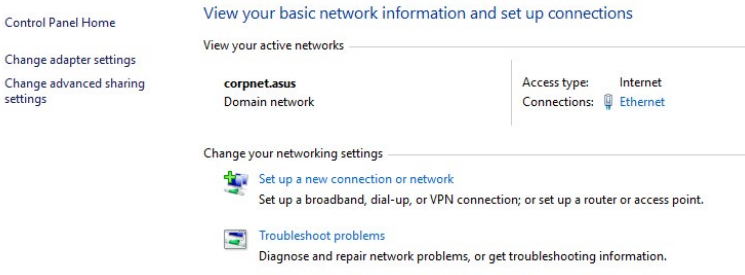 Control Panel Home
Change adapter settings
Change advanced sharing
settings
View your basic network information and set up connections
View your active networks
corpnet.asus
Domain network
Access type: Internet
Connections: Ethernet
Change your networking settings
Set up a new connection or network
Set up a broadband, dial-up, or VPN connection; or set up a router or access point.
Troubleshoot problems
Diagnose and repair network problems, or get troubleshooting information.